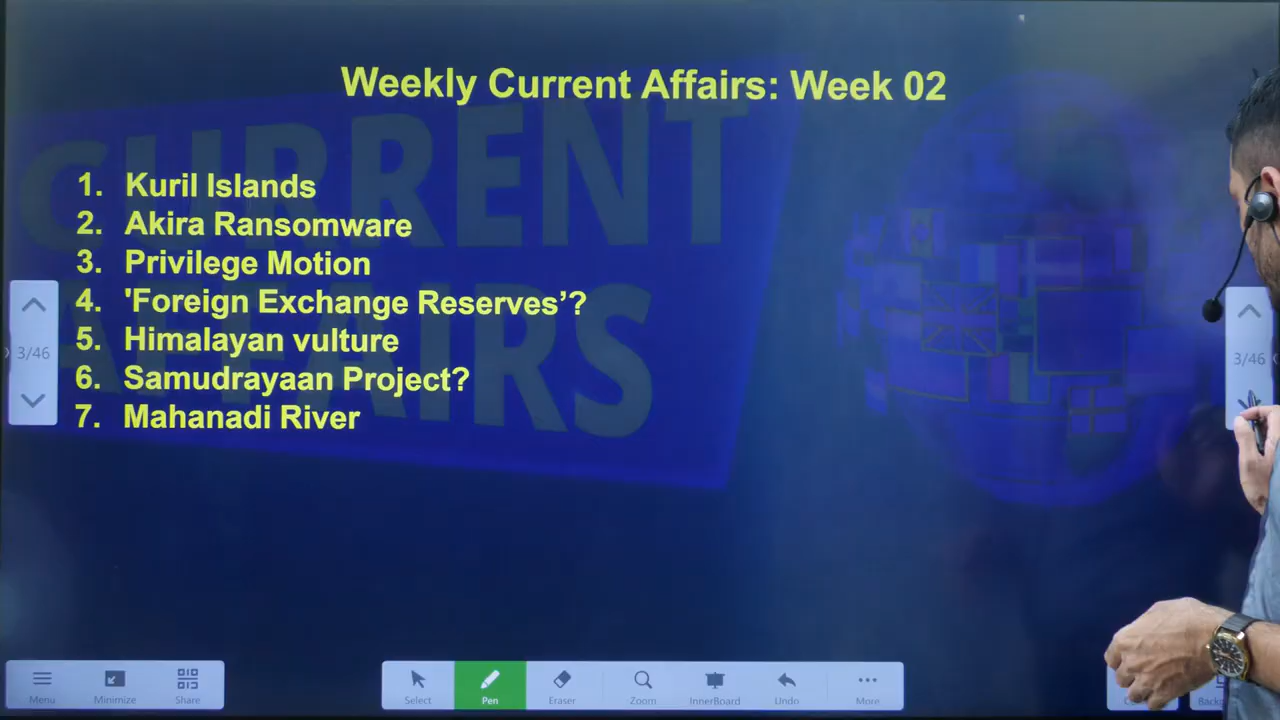 Weekly Current Affairs: Week 02
CURRENT
AFFAIRS
1. Kuril Islands
2. Akira Ransomware
3. Privilege Motion
4. 'Foreign Exchange Reserves’?
5. Himalayan vulture
6. Samudrayaan Project?
7. Mahanadi River
3/46
3/46
Menu
Minimize
Share
Select
Pen
Eraser
Zoom
InnerBoard
Undo
More